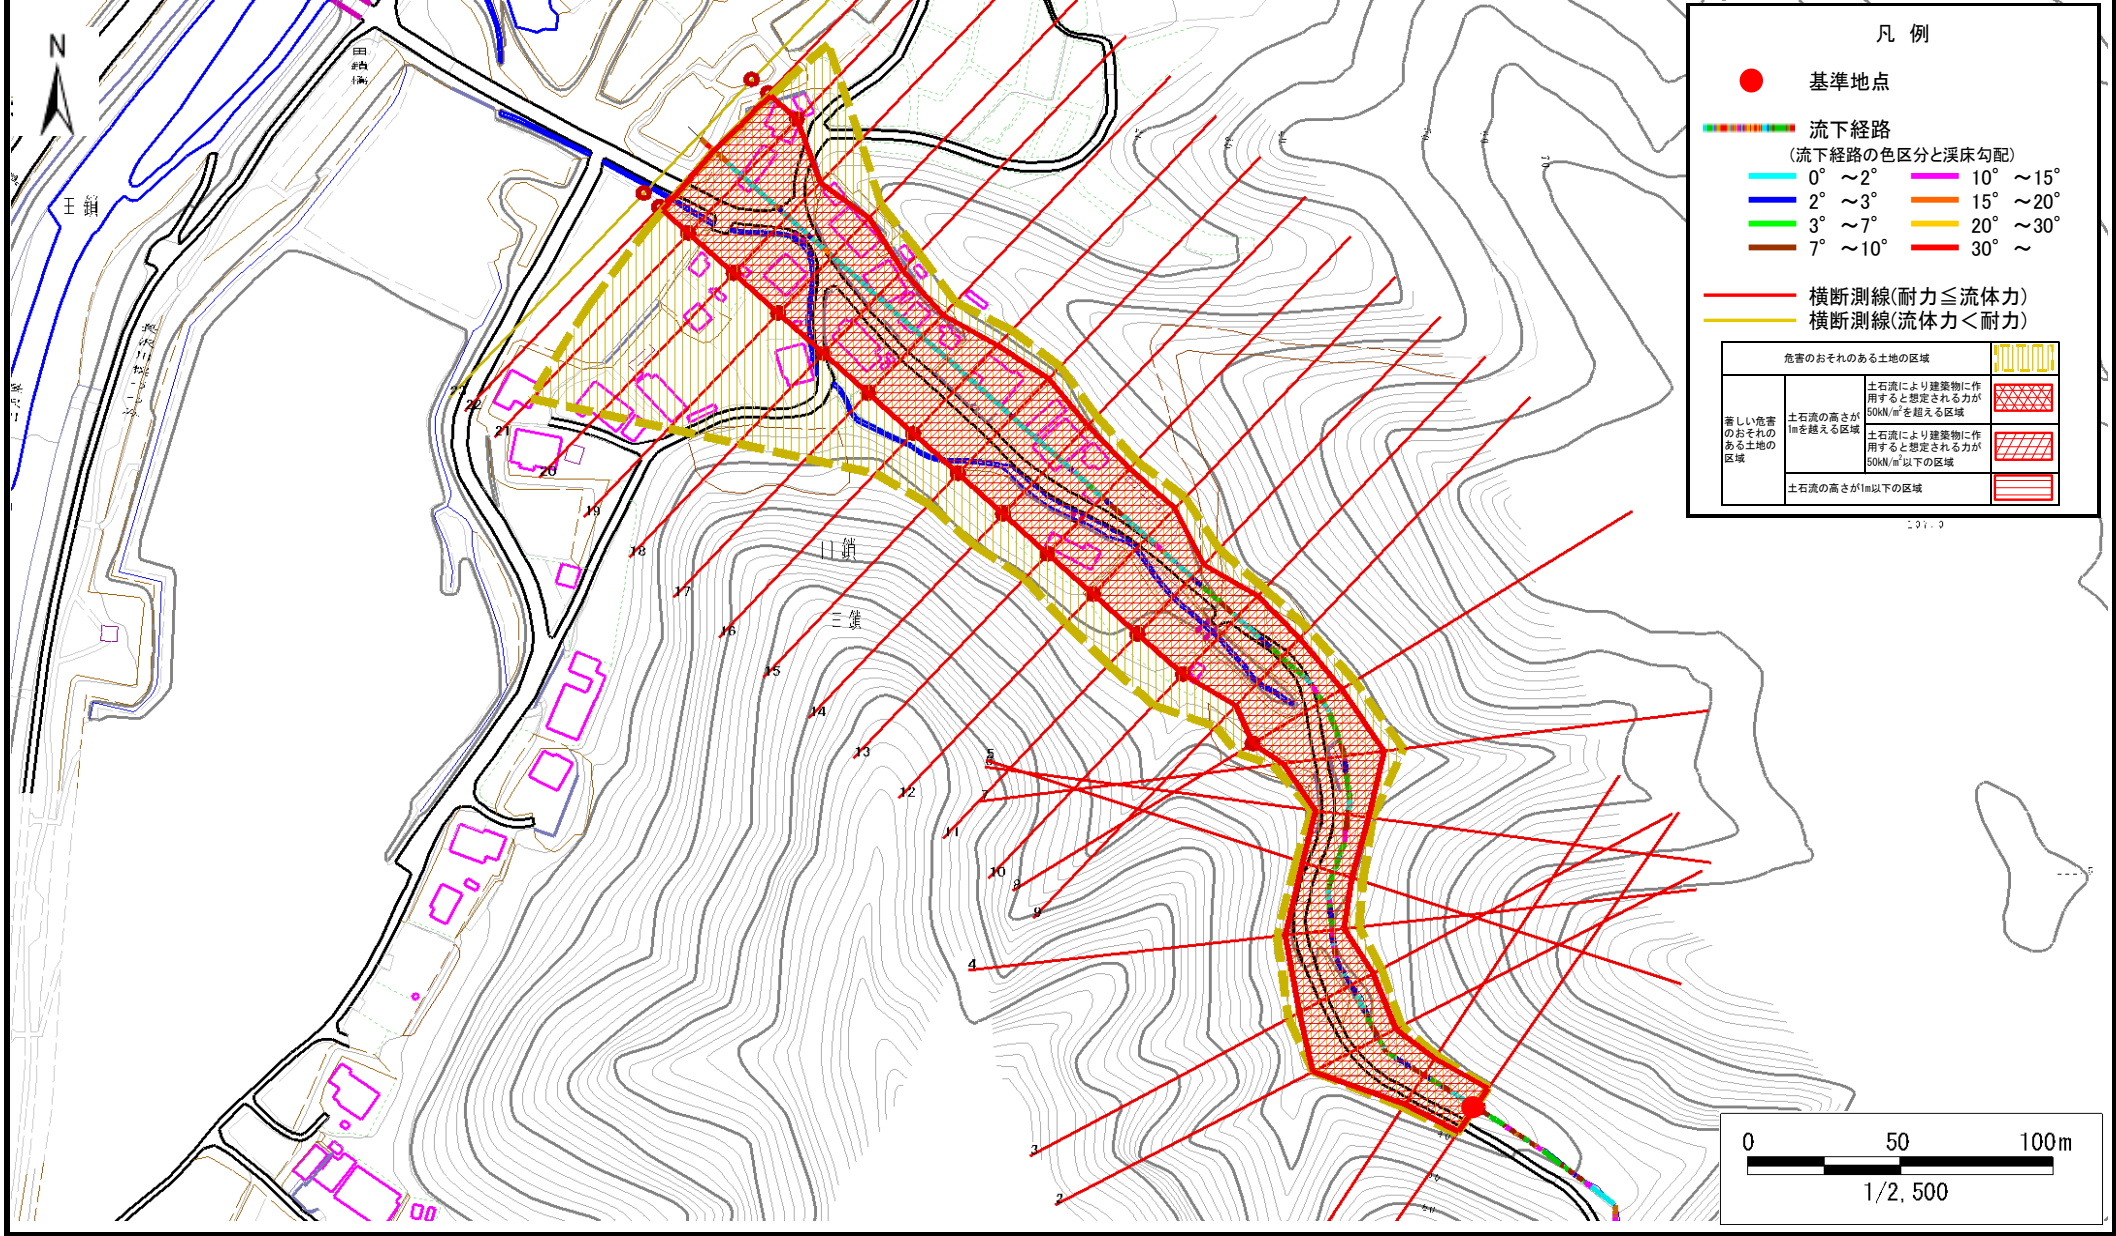 N
王鎖
口鎖
三鎖
凡 例
基準地点
流下経路
(流下経路の色区分と渓床勾配)
0° ～2°
10° ～15°
2° ～3°
15° ～20°
3° ～7°
20° ～30°
7° ～10°
30° ～
横断測線(耐力≦流体力)
横断測線(流体力＜耐力)
危害のおそれのある土地の区域
著しい危害
のおそれの
ある土地の
区域
土石流の高さが
1mを越える区域
土石流により建築物に作
用すると想定される力が
50kN/㎡を超える区域
土石流により建築物に作
用すると想定される力が
50kN/㎡以下の区域
土石流の高さが1m以下の区域
23
22
21
20
19
18
17
16
15
14
13
12
11
10
9
8
7
5
4
3
2
70
0 50 100m
1/2,500